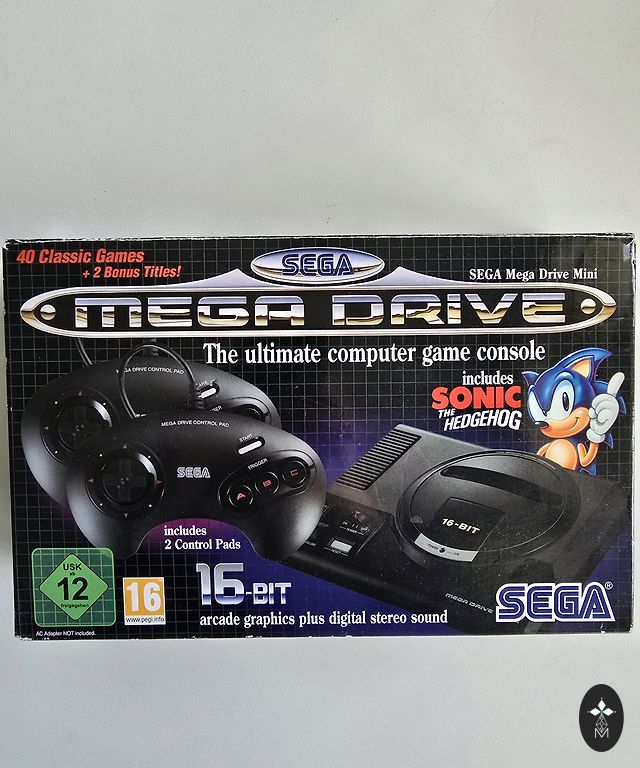 40 Classic Games
+ 2 Bonus Titles!
SEGA
SEGA Mega Drive Mini
MEGA DRIVE
The ultimate computer game console
includes
SONIC
THE
HEDGEHOG
MEGA DRIVE CONTROL PAD
MEGA DRIVE CONTROL PAD
START
SEGA
TRIGGER
A B C
16-BIT
includes
2 Control Pads
USK
ab
12
freigegeben
16
www.pegi.info
16-BIT
arcade graphics plus digital stereo sound
MEGA DRIVE
SEGA®
AC Adapter NOT included.
M